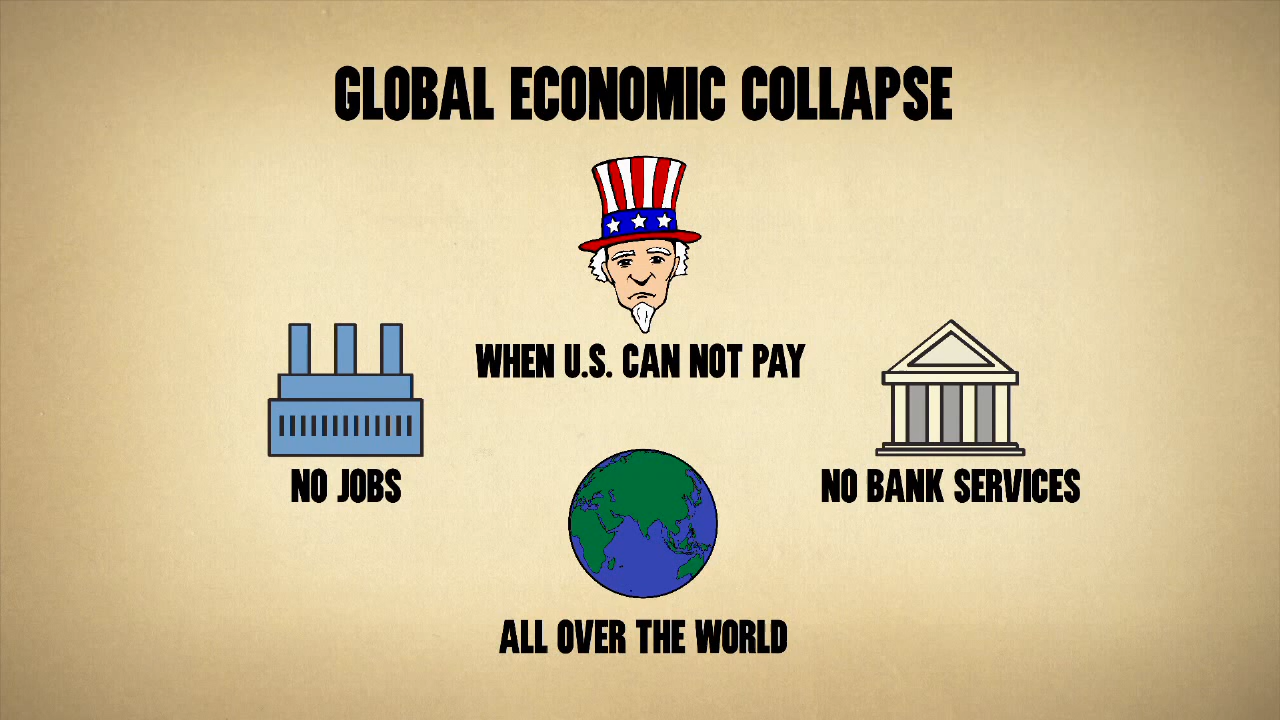 GLOBAL ECONOMIC COLLAPSE
WHEN U.S. CAN NOT PAY
NO JOBS
NO BANK SERVICES
ALL OVER THE WORLD